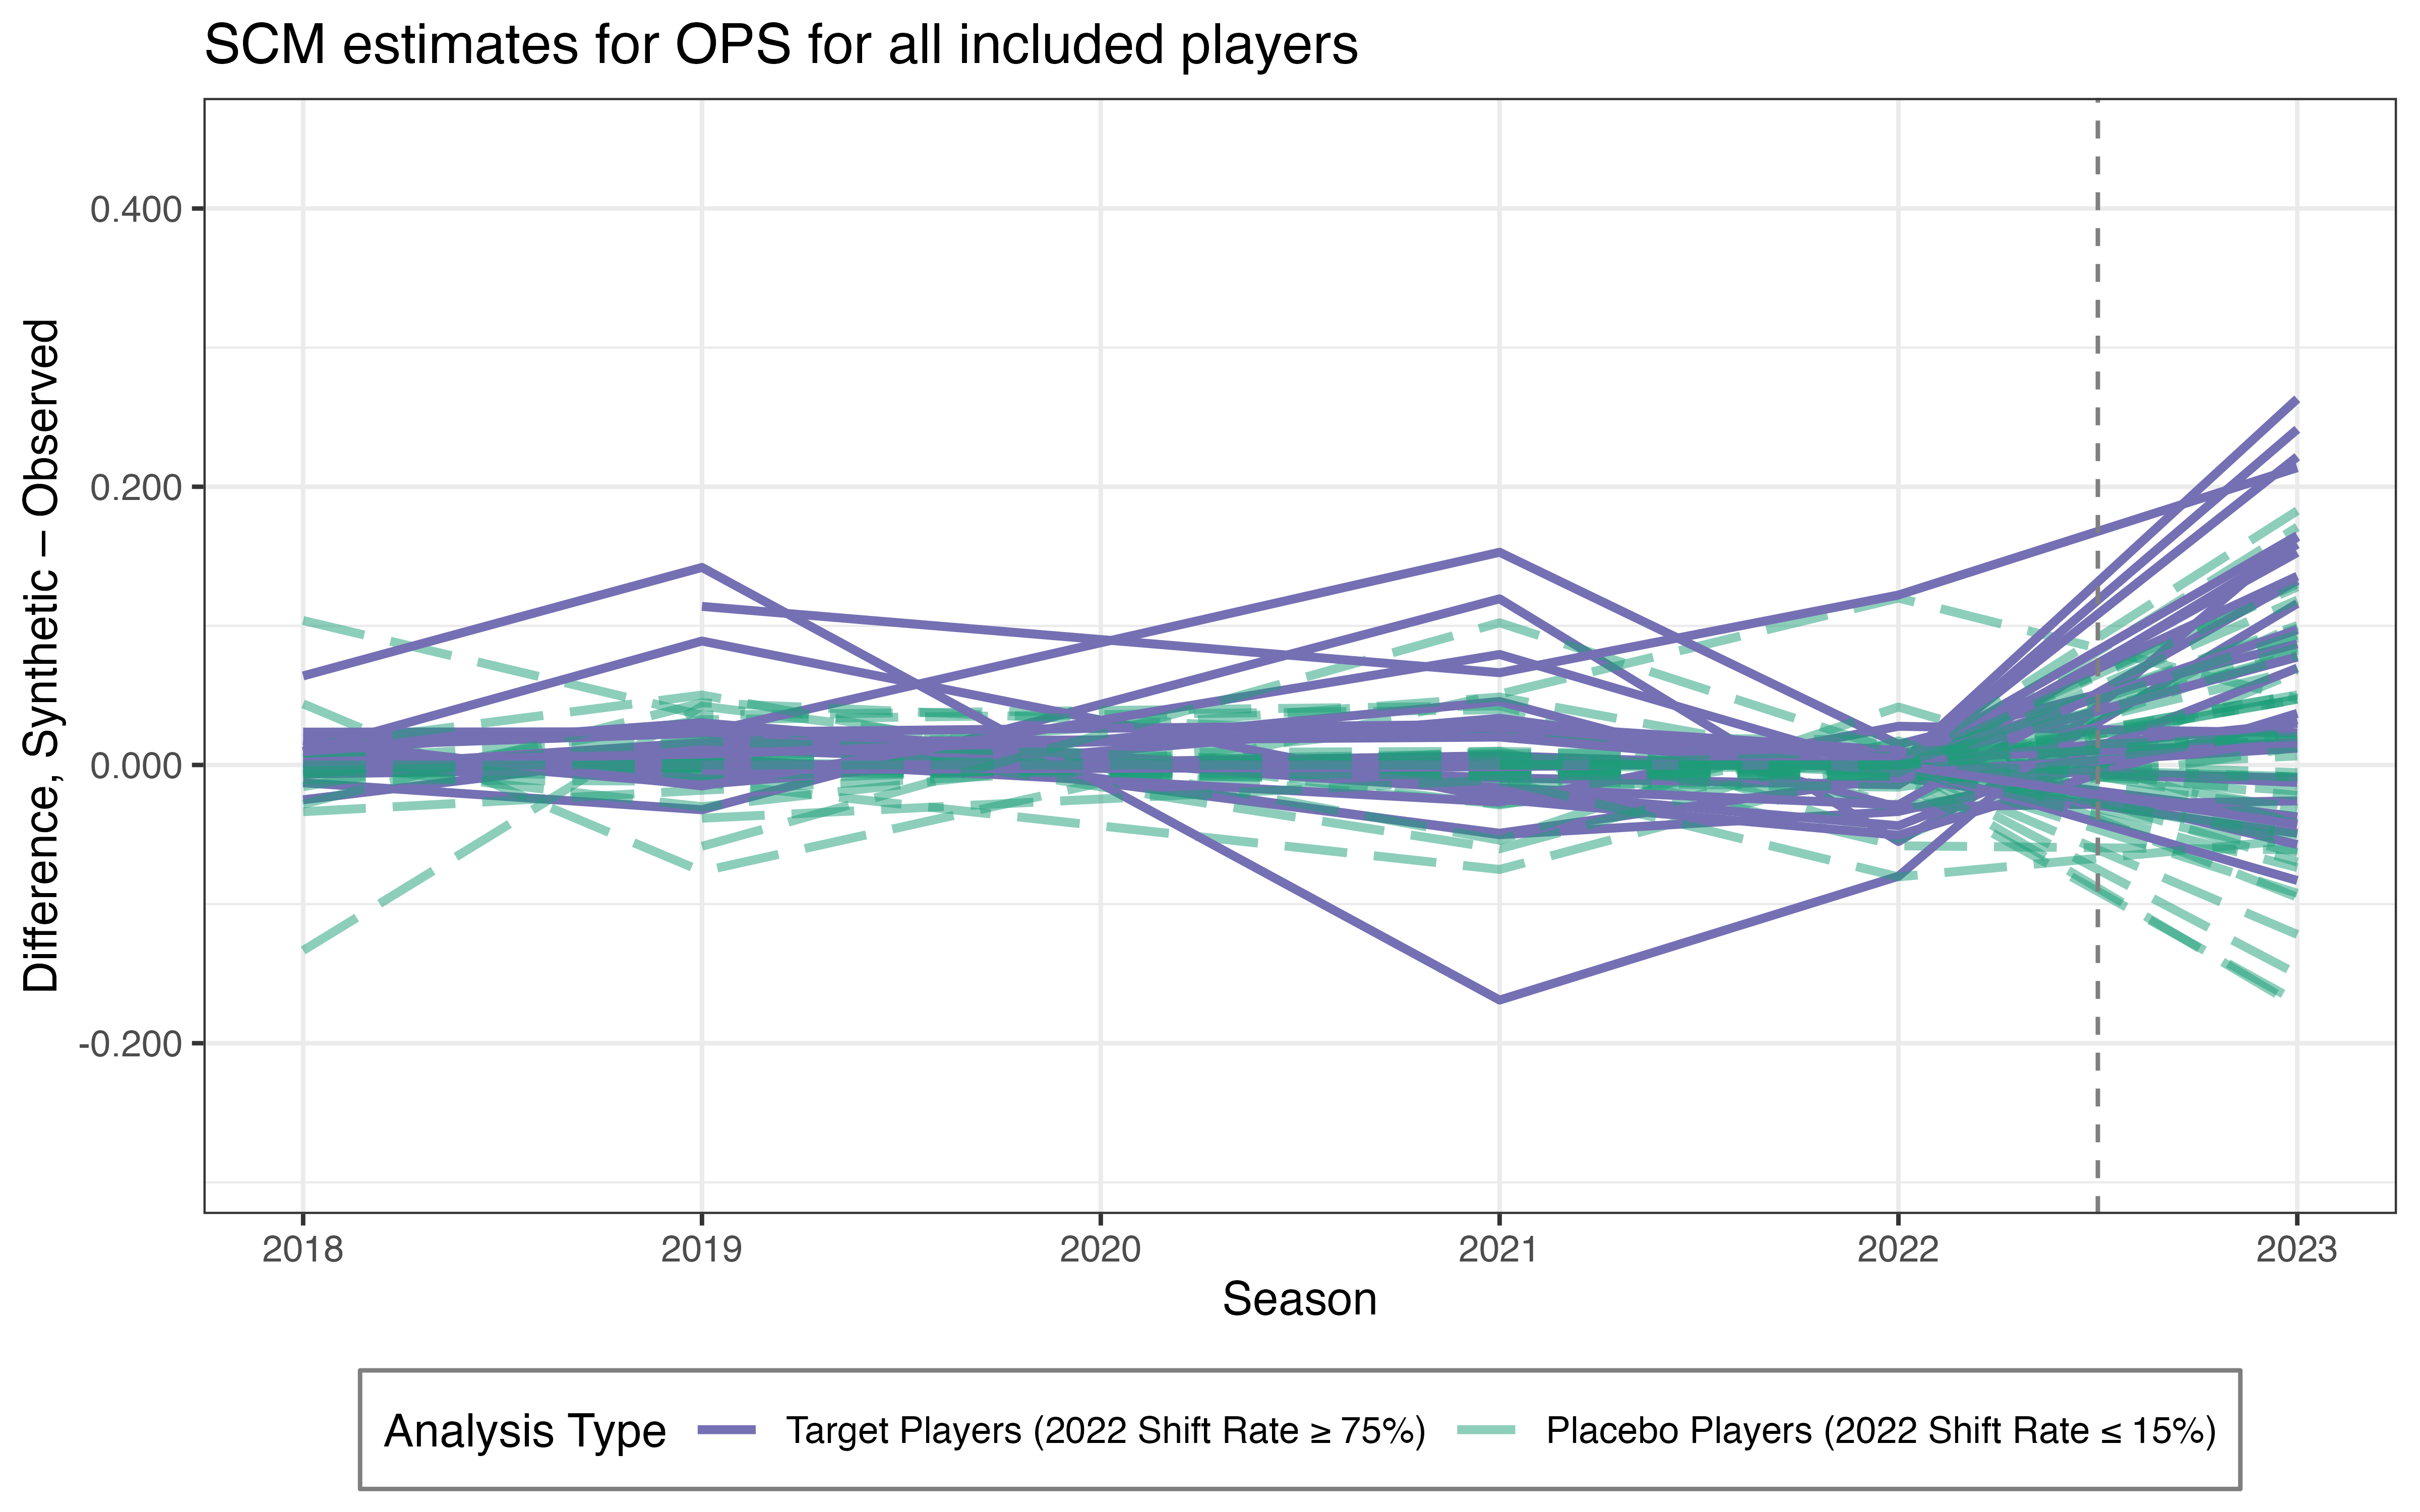 SCM estimates for OPS for all included players
Difference, Synthetic – Observed
0.400
0.200
0.000
-0.200
2018 2019 2020 2021 2022 2023
Season
Analysis Type Target Players (2022 Shift Rate ≥ 75%) Placebo Players (2022 Shift Rate ≤ 15%)